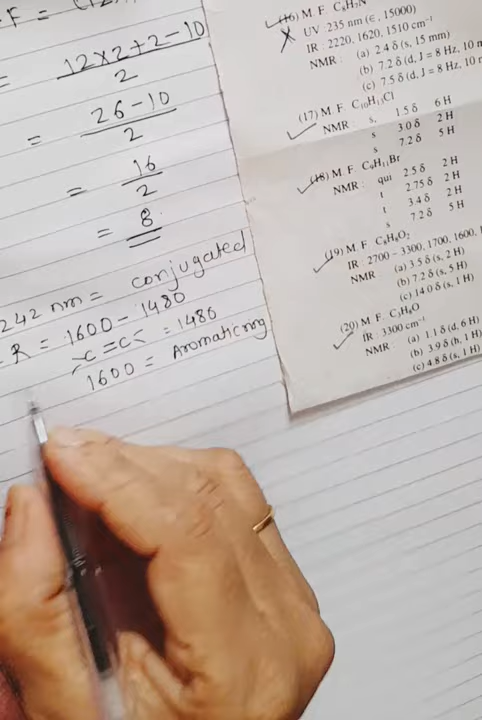 F = (12
= 12×2+2-10
2
= 26-10
2
= 16
2
= 8
242 nm = conjugated
R = 1600 - 1480
>C=C< = 1480
1600 = Aromatic ring
(16) M F C8H7N
UV: 235 nm (ε, 15000)
IR : 2220, 1620, 1510 cm⁻¹
NMR : (a) 2.4 δ (s, 15 mm)
(b) 7.2 δ (d, J = 8 Hz, 10 m
(c) 7.5 δ (d, J = 8 Hz, 10 m
(17) M F. C10H13Cl
NMR : s, 1.5 δ 6 H
s 3.0 δ 2 H
s 7.2 δ 5 H
(18) M F. C9H11Br
NMR : qui 2.5 δ 2 H
t 2.75 δ 2 H
t 3.4 δ 2 H
s 7.2 δ 5 H
(19) M F C8H8O2
IR : 2700 - 3300, 1700, 1600,
NMR (a) 3.5 δ (s, 2 H)
(b) 7.2 δ (s, 5 H)
(c) 14.0 δ (s, 1 H)
(20) M F. C3H8O
IR 3300 cm⁻¹
NMR (a) 1.1 δ (d, 6 H)
(b) 3.9 δ (h, 1 H)
(c) 4.8 δ (s, 1 H)